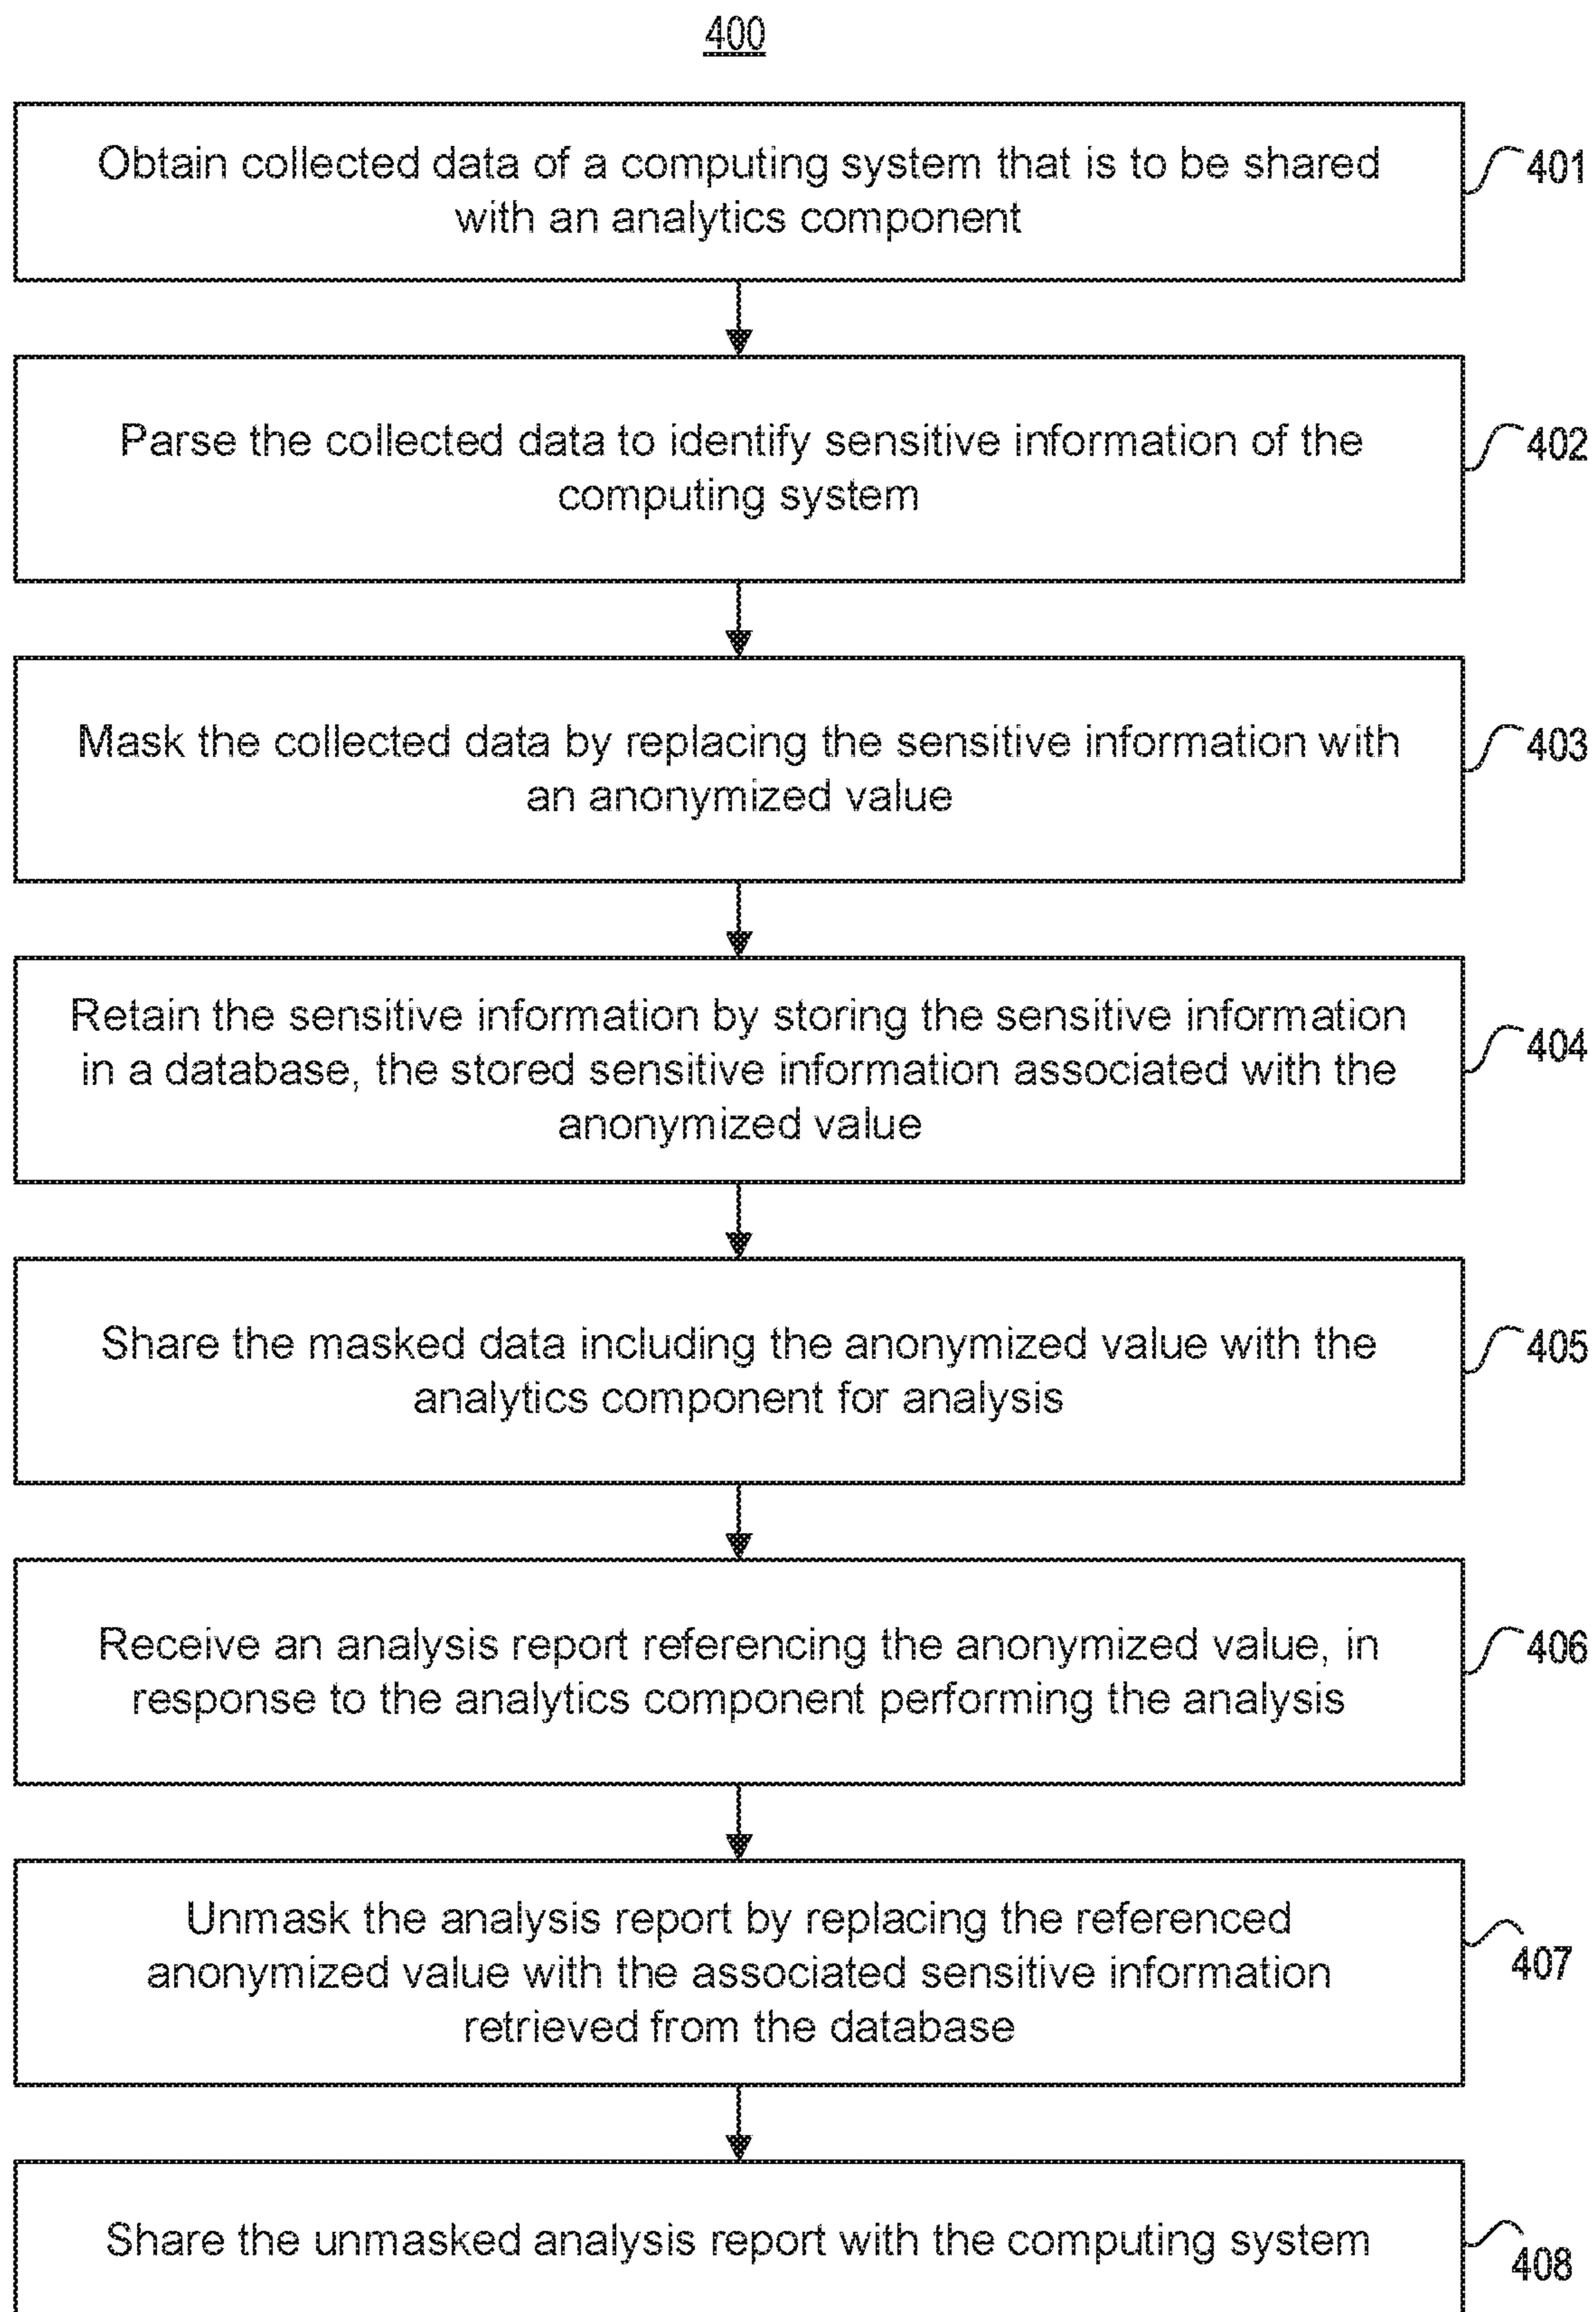 400
Obtain collected data of a computing system that is to be shared
with an analytics component
401
Parse the collected data to identify sensitive information of the
computing system
402
Mask the collected data by replacing the sensitive information with
an anonymized value
403
Retain the sensitive information by storing the sensitive information
in a database, the stored sensitive information associated with the
anonymized value
404
Share the masked data including the anonymized value with the
analytics component for analysis
405
Receive an analysis report referencing the anonymized value, in
response to the analytics component performing the analysis
406
Unmask the analysis report by replacing the referenced
anonymized value with the associated sensitive information
retrieved from the database
407
Share the unmasked analysis report with the computing system
408